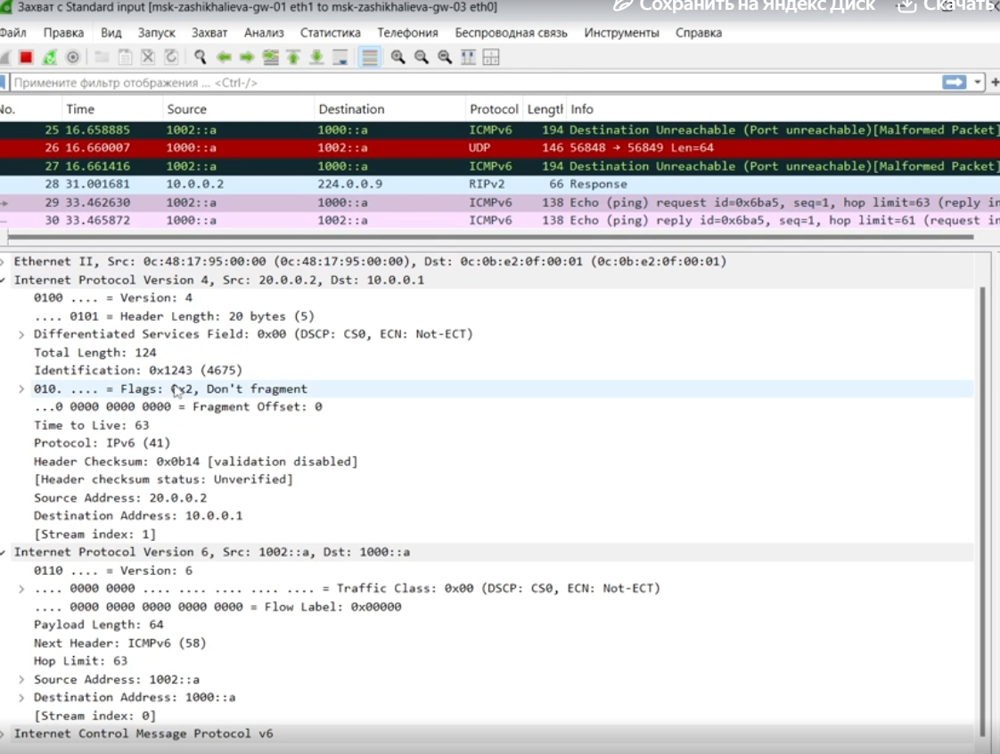 Захват с Standard input [msk-zashikhalieva-gw-01 eth1 to msk-zashikhalieva-gw-03 eth0]
Сохранить на Яндекс Диск
Скачать
Файл Правка Вид Запуск Захват Анализ Статистика Телефония Беспроводная связь Инструменты Справка
Примените фильтр отображения ... <Ctrl-/>
No. Time Source Destination Protocol Lengtl Info
25 16.658885 1002::a 1000::a ICMPv6 194 Destination Unreachable (Port unreachable)[Malformed Packet]
26 16.660007 1000::a 1002::a UDP 146 56848 → 56849 Len=64
27 16.661416 1002::a 1000::a ICMPv6 194 Destination Unreachable (Port unreachable)[Malformed Packet]
28 31.001681 10.0.0.2 224.0.0.9 RIPv2 66 Response
29 33.462630 1002::a 1000::a ICMPv6 138 Echo (ping) request id=0x6ba5, seq=1, hop limit=63 (reply in
30 33.465872 1000::a 1002::a ICMPv6 138 Echo (ping) reply id=0x6ba5, seq=1, hop limit=61 (request in
Ethernet II, Src: 0c:48:17:95:00:00 (0c:48:17:95:00:00), Dst: 0c:0b:e2:0f:00:01 (0c:0b:e2:0f:00:01)
Internet Protocol Version 4, Src: 20.0.0.2, Dst: 10.0.0.1
0100 .... = Version: 4
.... 0101 = Header Length: 20 bytes (5)
Differentiated Services Field: 0x00 (DSCP: CS0, ECN: Not-ECT)
Total Length: 124
Identification: 0x1243 (4675)
010. .... = Flags: 0x2, Don't fragment
...0 0000 0000 0000 = Fragment Offset: 0
Time to Live: 63
Protocol: IPv6 (41)
Header Checksum: 0x0b14 [validation disabled]
[Header checksum status: Unverified]
Source Address: 20.0.0.2
Destination Address: 10.0.0.1
[Stream index: 1]
Internet Protocol Version 6, Src: 1002::a, Dst: 1000::a
0110 .... = Version: 6
.... 0000 0000 .... .... .... .... .... = Traffic Class: 0x00 (DSCP: CS0, ECN: Not-ECT)
.... 0000 0000 0000 0000 0000 = Flow Label: 0x00000
Payload Length: 64
Next Header: ICMPv6 (58)
Hop Limit: 63
Source Address: 1002::a
Destination Address: 1000::a
[Stream index: 0]
Internet Control Message Protocol v6